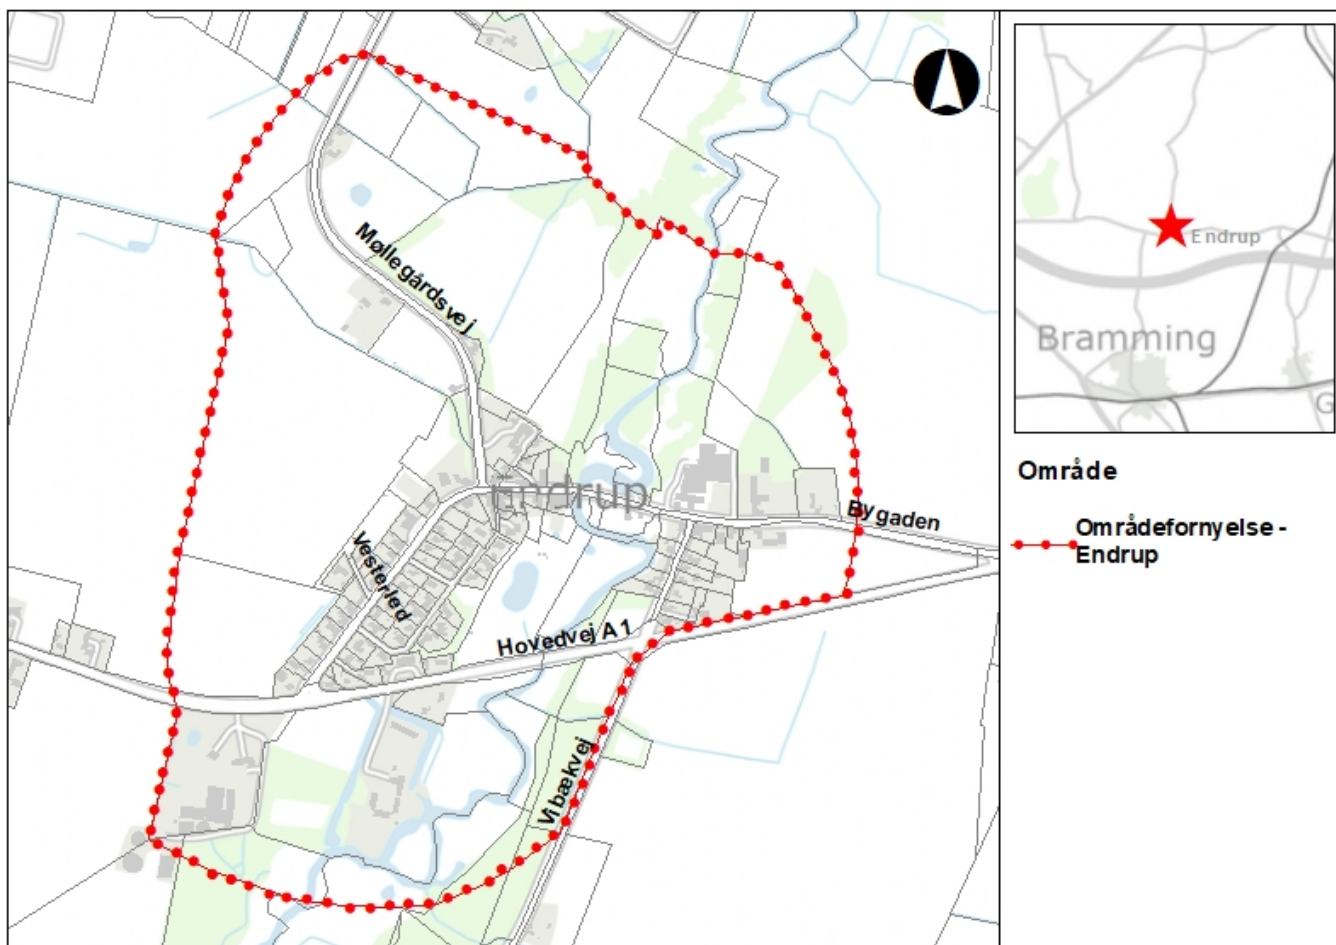 Møllegårdsvej
Endrup
Bygaden
Vesterled
Hovedvej A1
Vibækvej
Endrup
Bramming
G
Område
Områdefornyelse -
Endrup